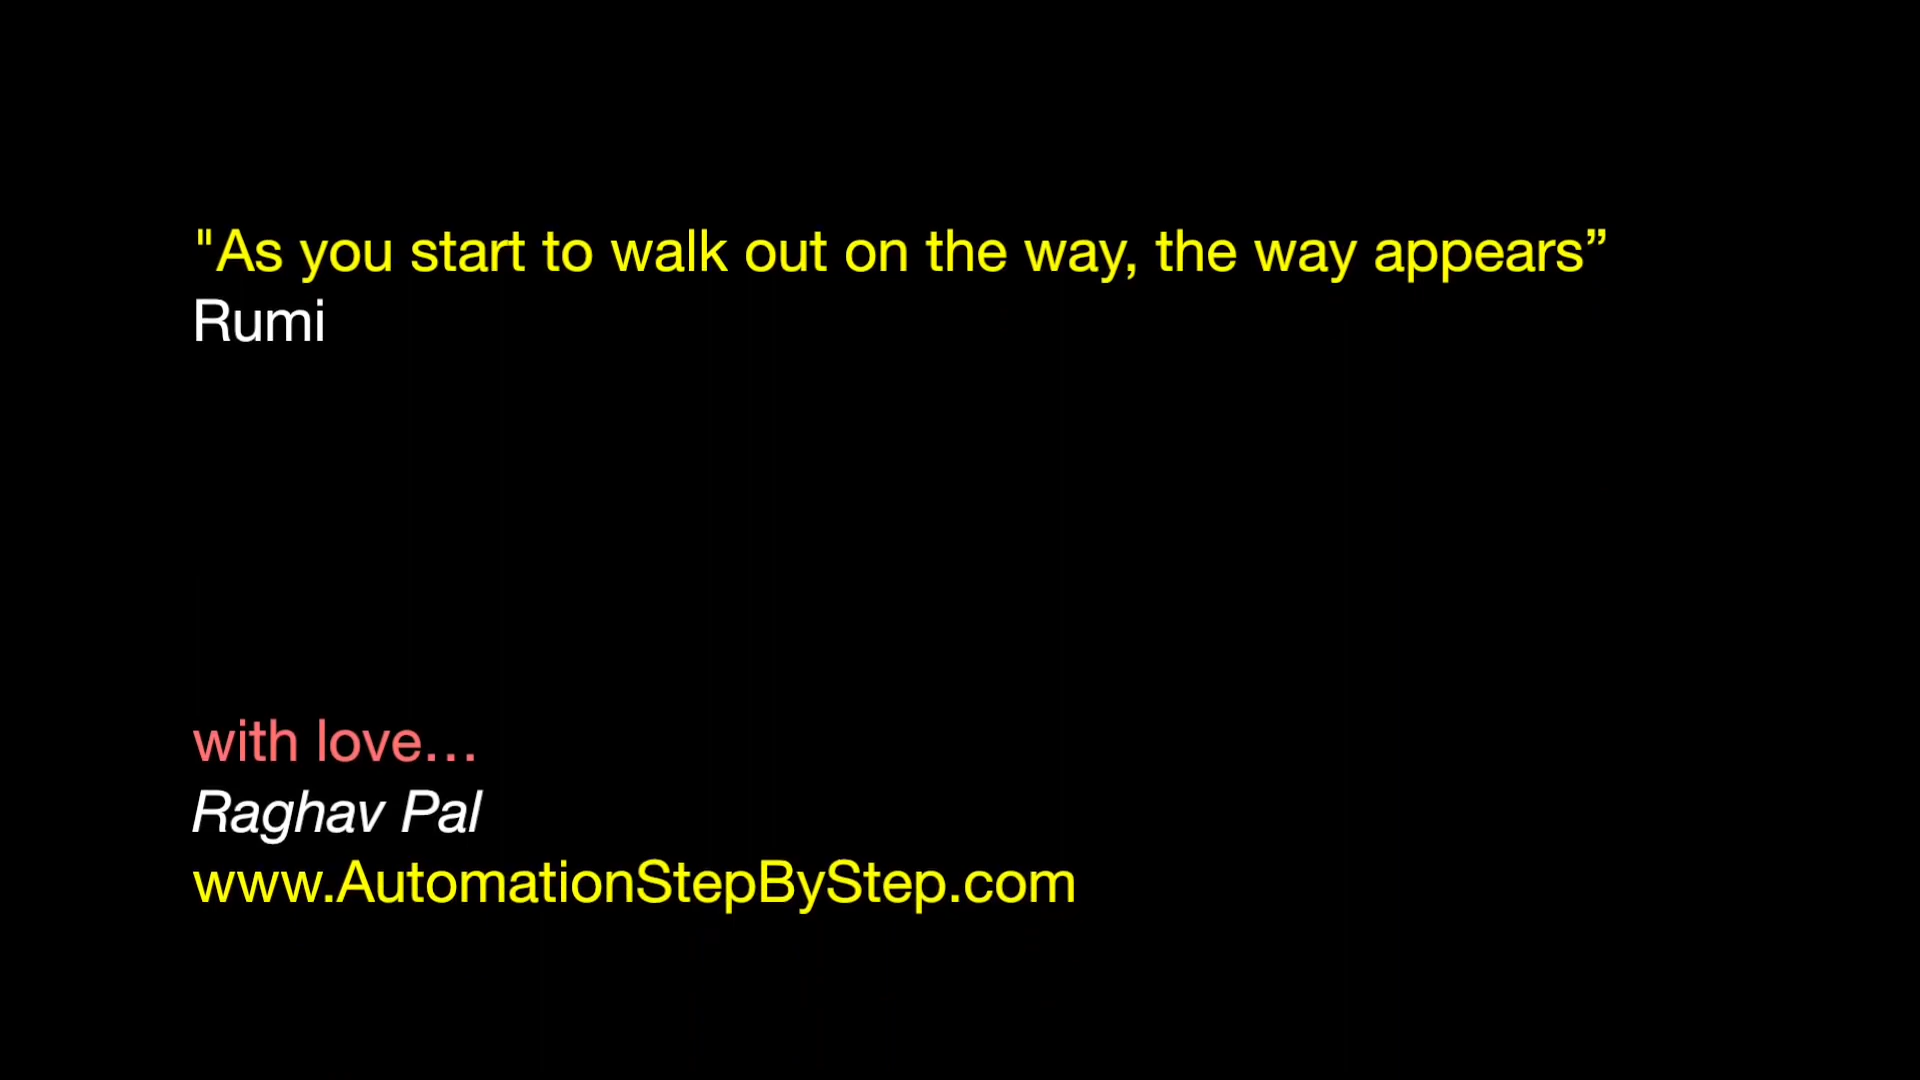 "As you start to walk out on the way, the way appears”
Rumi
with love…
Raghav Pal
www.AutomationStepByStep.com